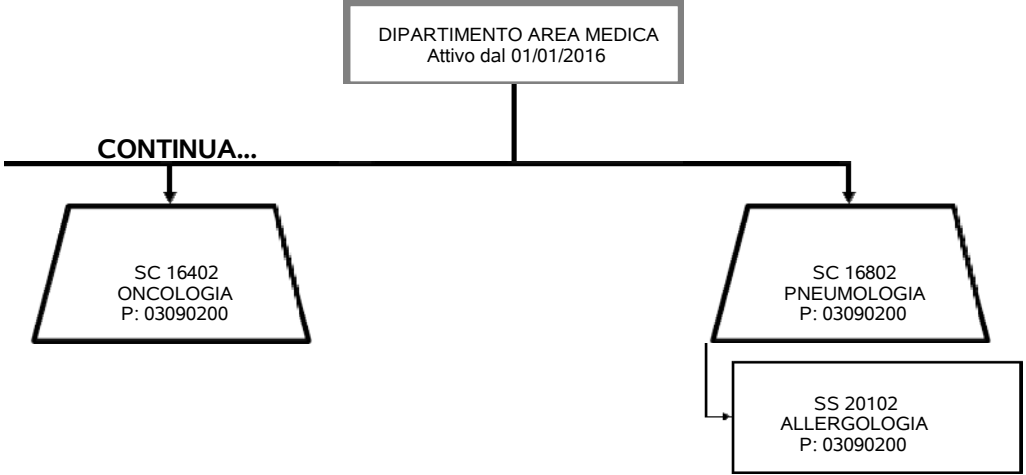 DIPARTIMENTO AREA MEDICA
Attivo dal 01/01/2016
CONTINUA...
SC 16402
ONCOLOGIA
P: 03090200
SC 16802
PNEUMOLOGIA
P: 03090200
SS 20102
ALLERGOLOGIA
P: 03090200